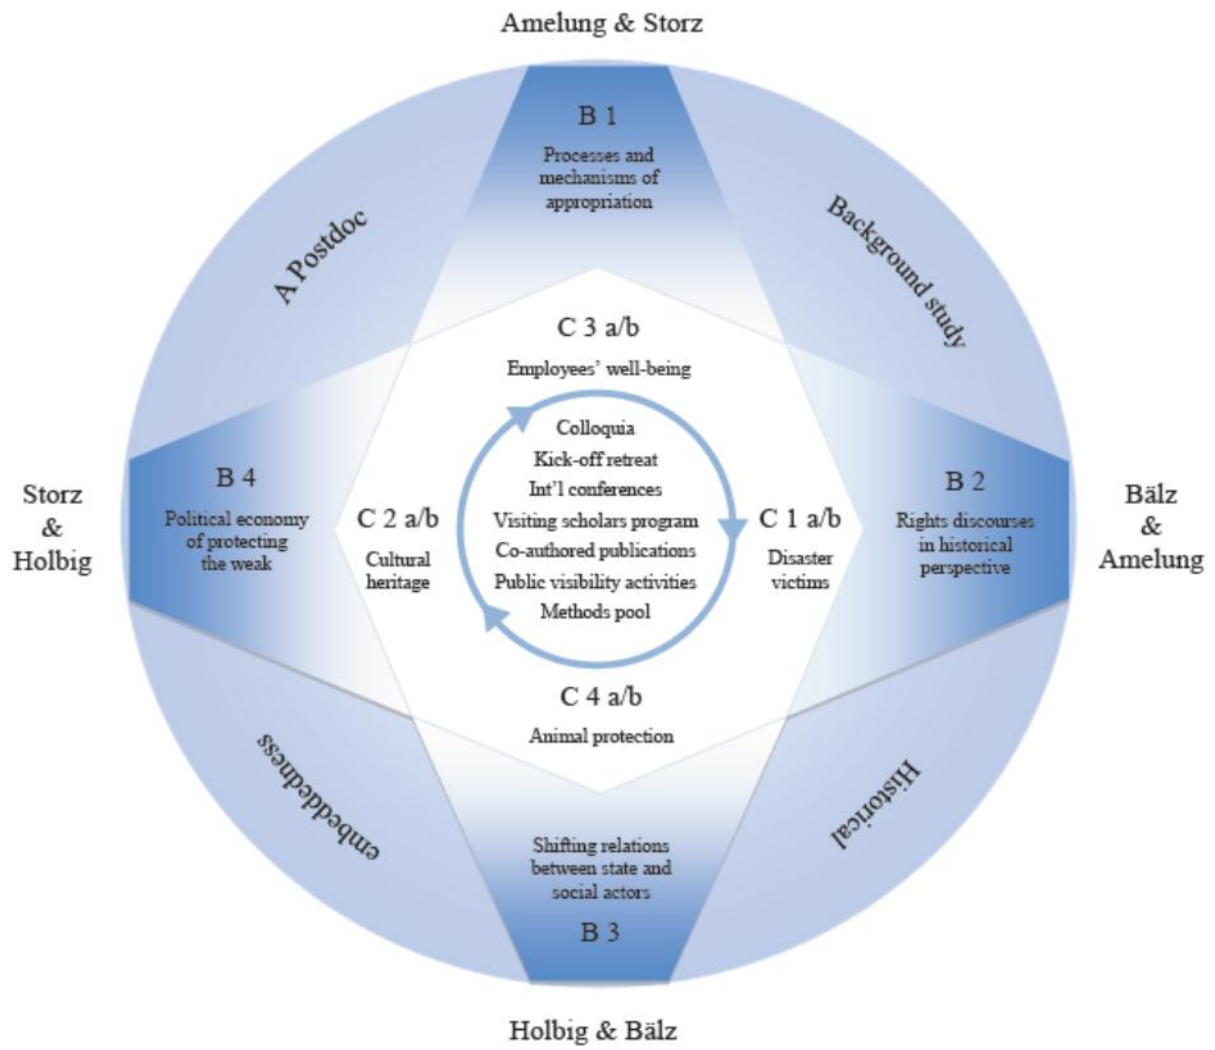 Amelung & Storz
B 1
Processes and
mechanisms of
appropriation
A Postdoc
Background study
C 3 a/b
Employees’ well-being
Colloquia
Kick-off retreat
Int’l conferences
Visiting scholars program
Co-authored publications
Public visibility activities
Methods pool
Storz
&
Holbig
B 4
Political economy
of protecting
the weak
C 2 a/b
Cultural
heritage
C 1 a/b
Disaster
victims
B 2
Rights discourses
in historical
perspective
Bälz
&
Amelung
C 4 a/b
Animal protection
embeddedness
Historical
Shifting relations
between state and
social actors
B 3
Holbig & Bälz